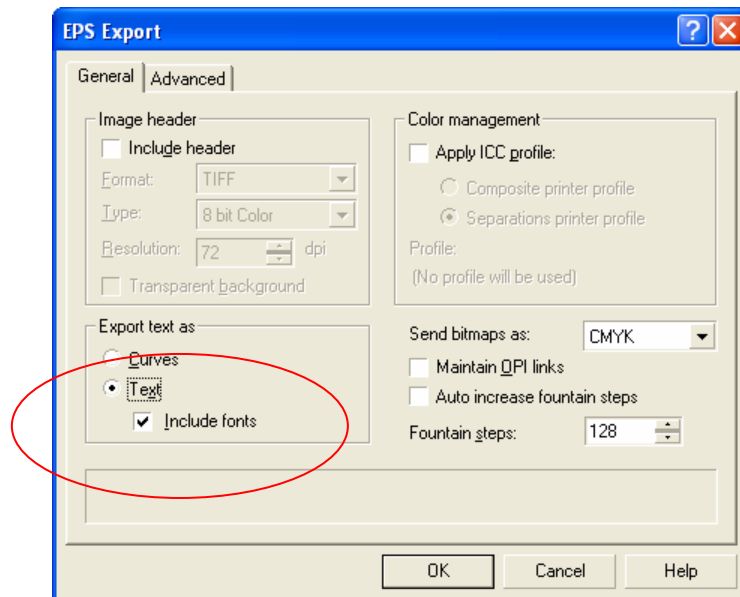 EPS Export
General Advanced
Image header
Include header
Format: TIFF
Type: 8 bit Color
Resolution: 72 dpi
Transparent background
Export text as
Curves
Text
Include fonts
Color management
Apply ICC profile:
Composite printer profile
Separations printer profile
Profile:
(No profile will be used)
Send bitmaps as: CMYK
Maintain OPI links
Auto increase fountain steps
Fountain steps: 128
OK Cancel Help